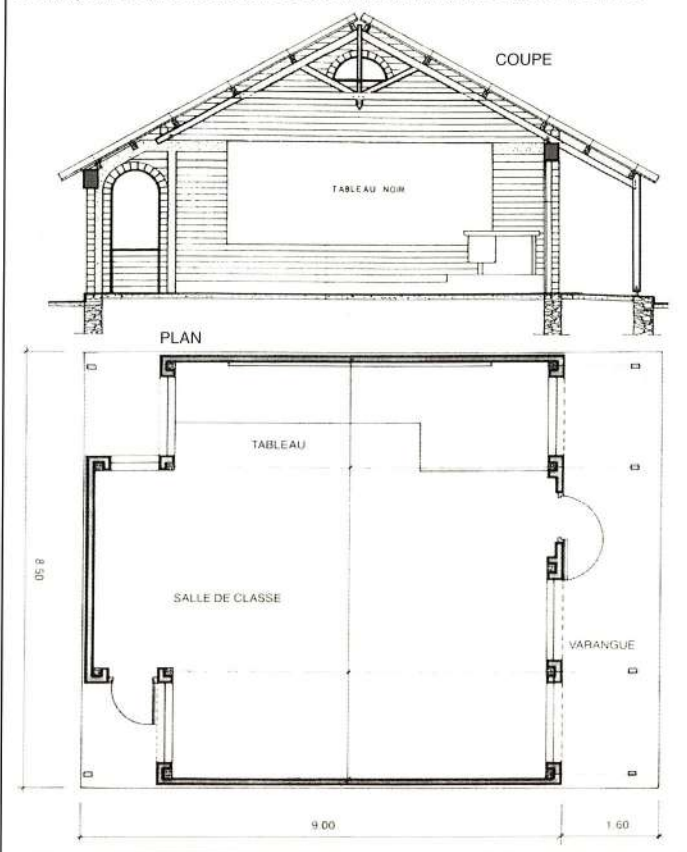 COUPE
TABLEAU NOIR
PLAN
TABLEAU
8.50
SALLE DE CLASSE
VARANGUE
9.00
1.60